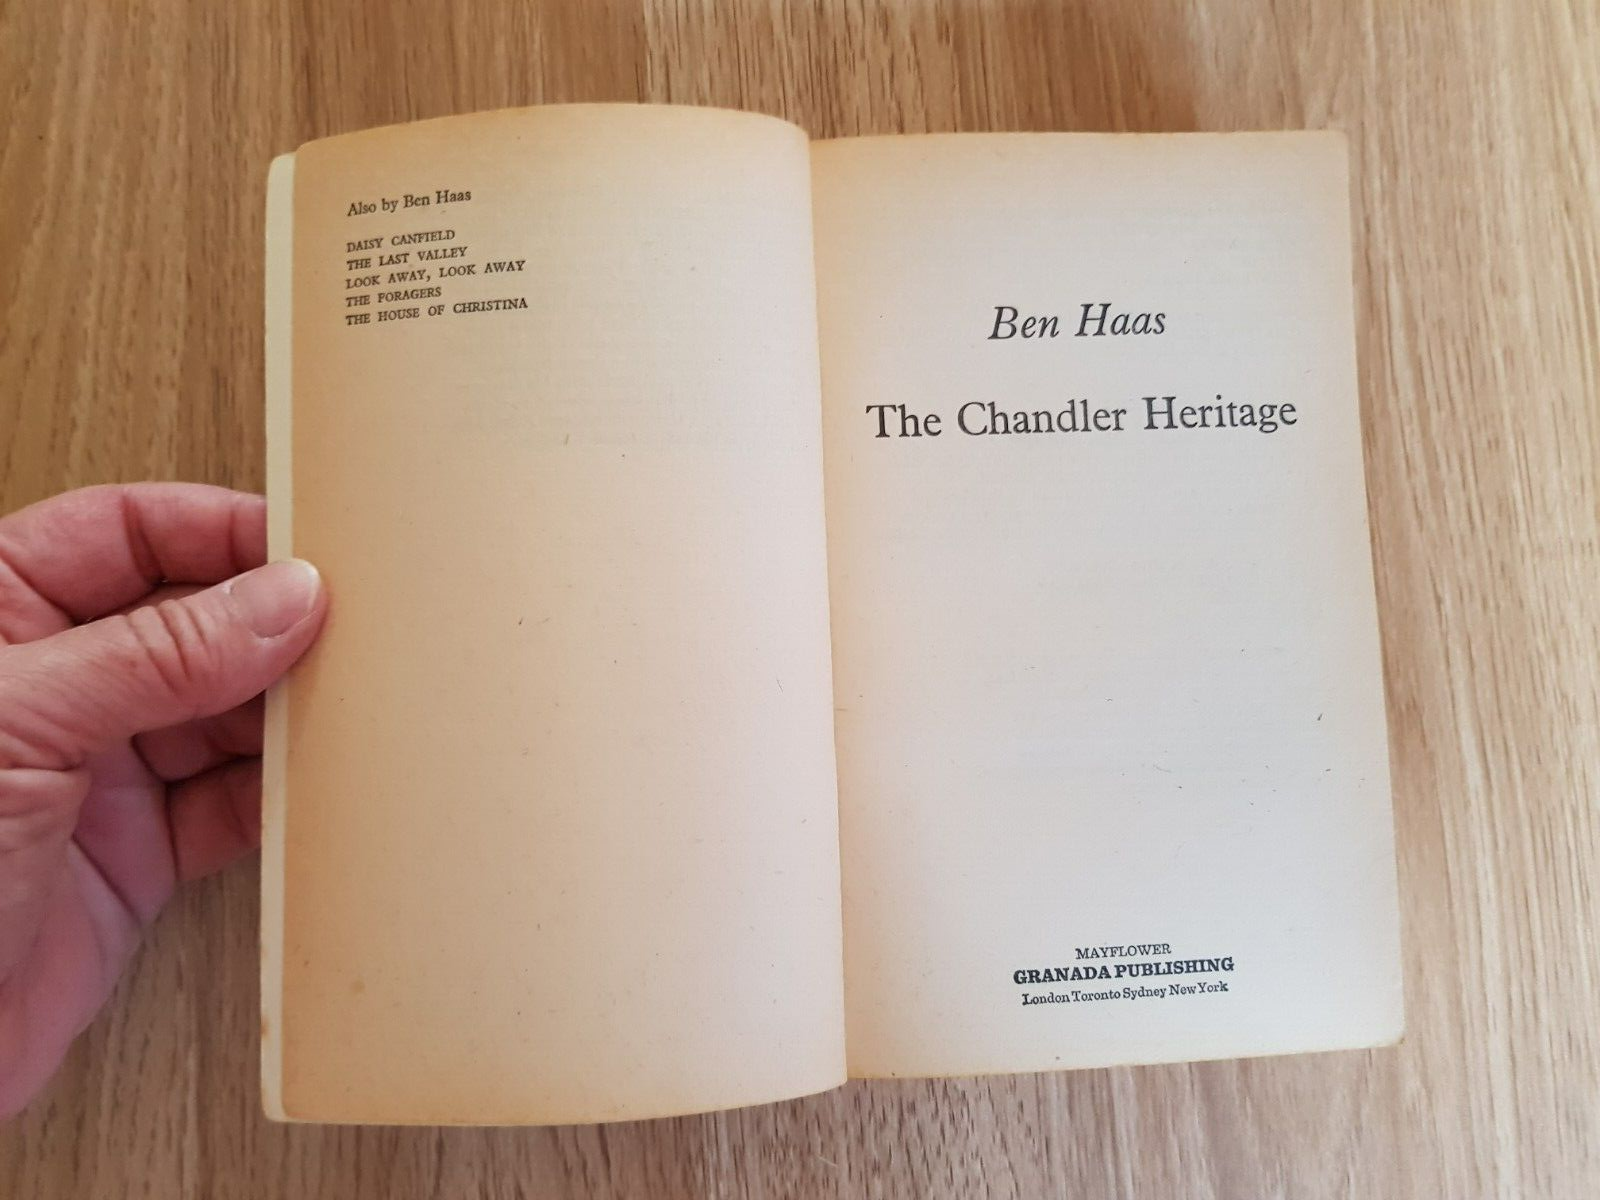 Also by Ben Haas
DAISY CANFIELD
THE LAST VALLEY
LOOK AWAY, LOOK AWAY
THE FORAGERS
THE HOUSE OF CHRISTINA
Ben Haas
The Chandler Heritage
MAYFLOWER
GRANADA PUBLISHING
London Toronto Sydney New York